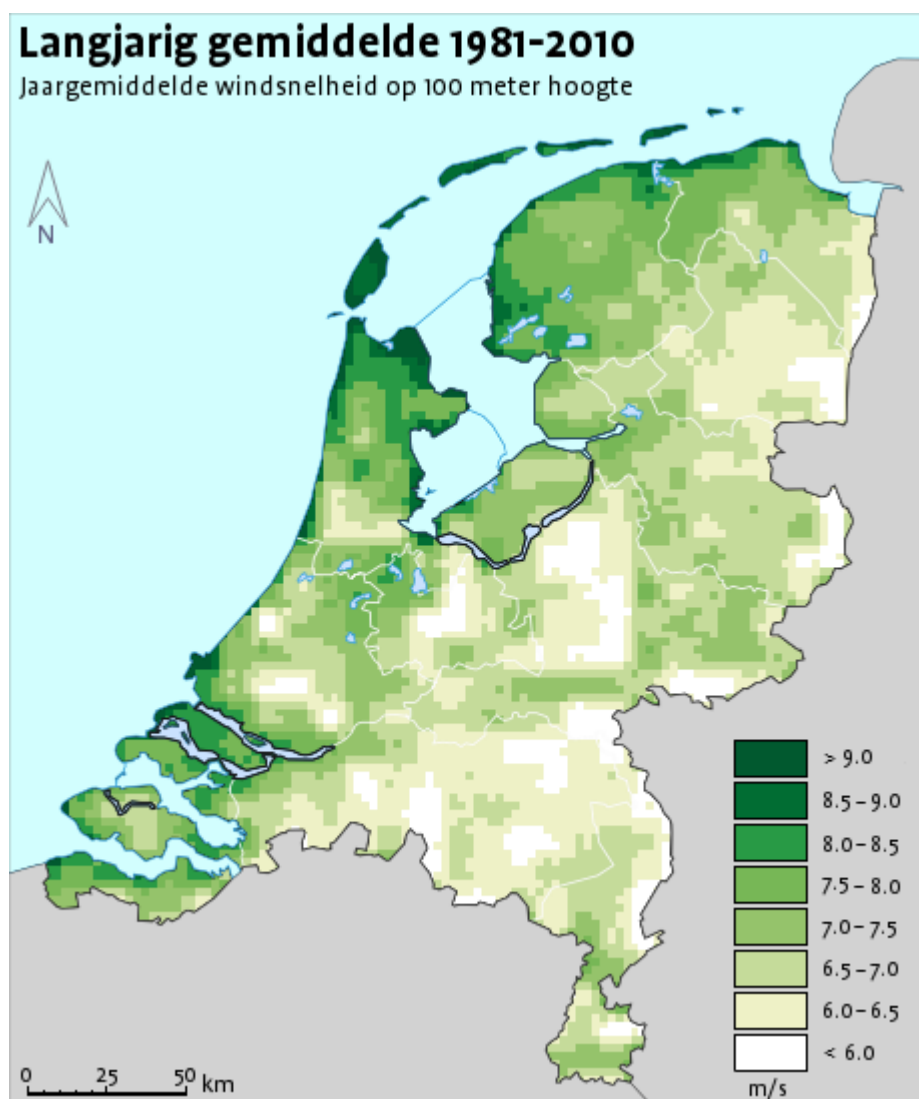 Langjarig gemiddelde 1981-2010
Jaargemiddelde windsnelheid op 100 meter hoogte
N
> 9.0
8.5-9.0
8.0-8.5
7.5-8.0
7.0-7.5
6.5-7.0
6.0-6.5
< 6.0
m/s
0 25 50 km